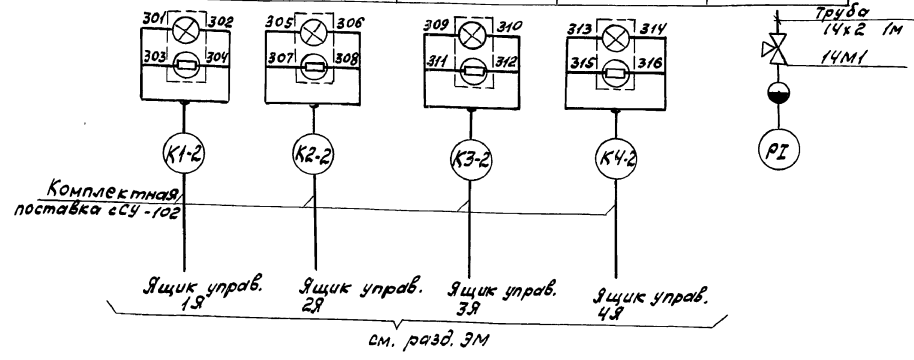 301 302 305 306 309 310 313 314
303 304 307 308 311 312 315 316
Труба
14х2 1м
14М1
К1-2 К2-2 К3-2 К4-2 PI
Комплектная
поставка сСУ-102
Ящик управ. Ящик управ. Ящик управ. Ящик управ.
1Я 2Я 3Я 4Я
см. разд. ЭМ